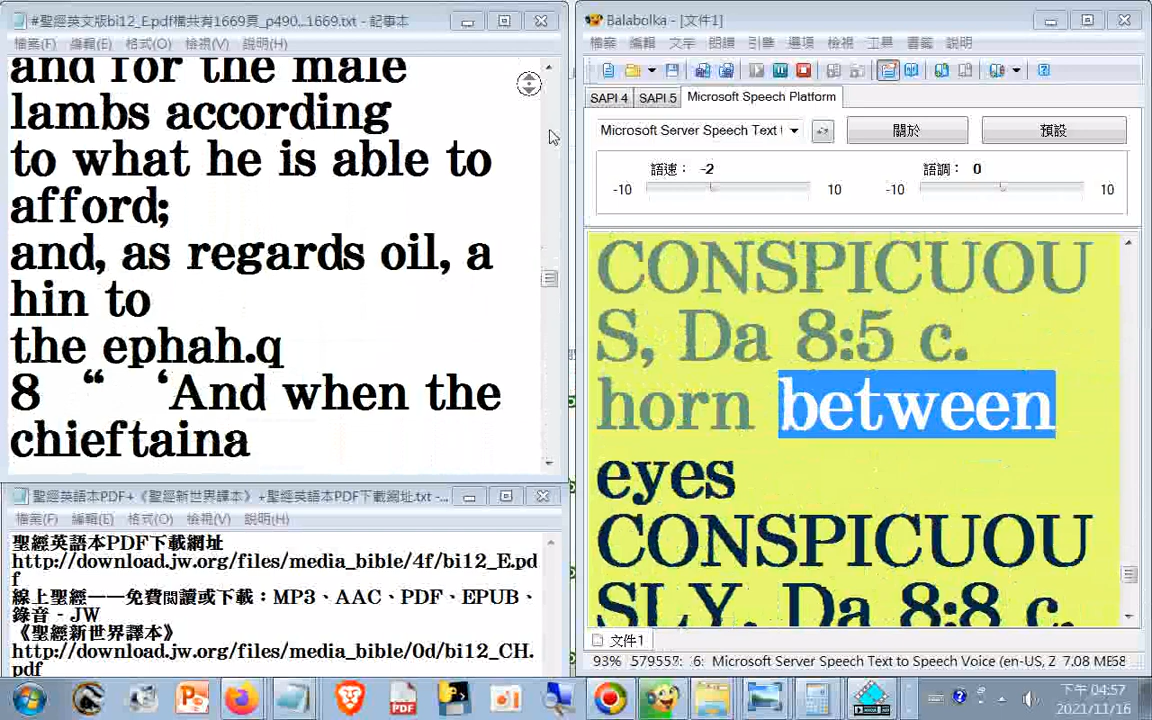 #聖經英文版bi12_E.pdf檔共有1669頁_p490...1669.txt - 記事本
檔案(F) 編輯(E) 格式(O) 檢視(V) 說明(H)
and for the male
lambs according
to what he is able to
afford;
and, as regards oil, a
hin to
the ephah.q
8 “ ‘And when the
chieftaina
聖經英語本PDF+《聖經新世界譯本》+聖經英語本PDF下載網址.txt -...
檔案(F) 編輯(E) 格式(O) 檢視(V) 說明(H)
聖經英語本PDF下載網址
http://download.jw.org/files/media_bible/4f/bi12_E.pd
f
線上聖經——免費閱讀或下載：MP3、AAC、PDF、EPUB、
錄音 - JW
《聖經新世界譯本》
http://download.jw.org/files/media_bible/0d/bi12_CH.
pdf
Balabolka - [文件1]
檔案 編輯 文字 朗讀 引擎 選項 檢視 工具 書籤 說明
SAPI 4 SAPI 5 Microsoft Speech Platform
Microsoft Server Speech Text 關於 預設
語速： -2 語調： 0
-10 10 -10 10
CONSPICUOU
S, Da 8:5 c.
horn between
eyes
CONSPICUOU
SLY, Da 8:8 c.
文件1
93% 6: Microsoft Server Speech Text to Speech Voice (en-US, Z 7.08 ME
下午 04:57
2021/11/16